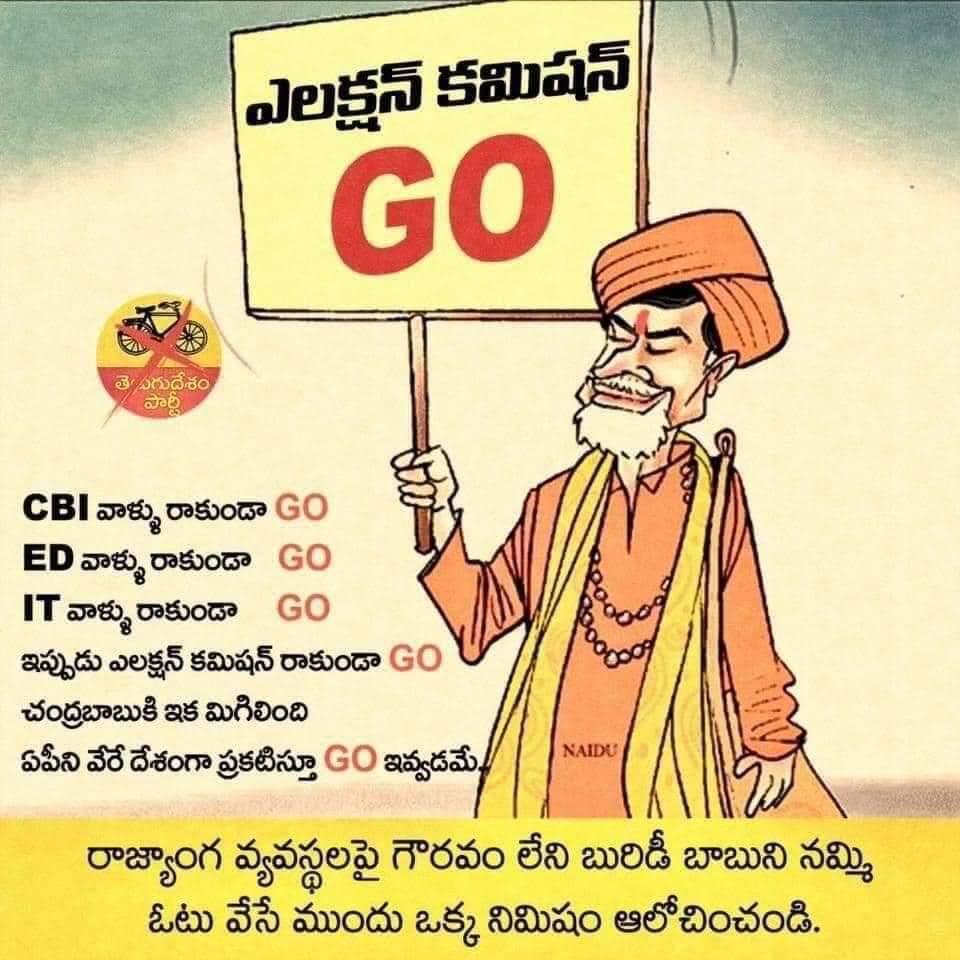 ఎలక్షన్ కమిషన్
GO
తెలుగుదేశం
పార్టీ
CBI వాళ్ళు రాకుండా GO
ED వాళ్ళు రాకుండా GO
IT వాళ్ళు రాకుండా GO
ఇప్పుడు ఎలక్షన్ కమిషన్ రాకుండా GO
చంద్రబాబుకి ఇక మిగిలింది
ఏపీని వేరే దేశంగా ప్రకటిస్తూ GO ఇవ్వడమే..
NAIDU
రాజ్యాంగ వ్యవస్థలపై గౌరవం లేని బురిడీ బాబుని నమ్మి
ఓటు వేసే ముందు ఒక్క నిమిషం ఆలోచించండి.